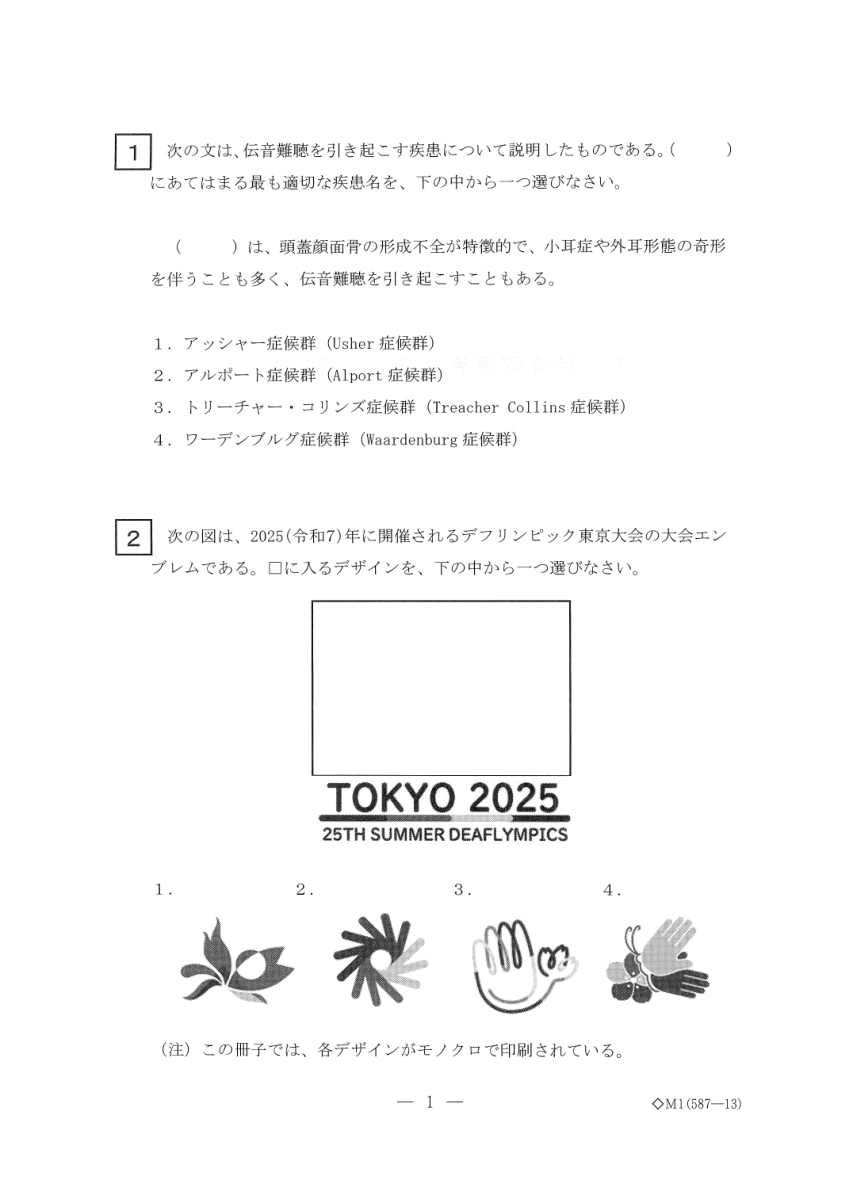 1 次の文は、伝音難聴を引き起こす疾患について説明したものである。(　　　)
にあてはまる最も適切な疾患名を、下の中から一つ選びなさい。
(　　　)は、頭蓋顔面骨の形成不全が特徴的で、小耳症や外耳形態の奇形
を伴うことも多く、伝音難聴を引き起こすこともある。
1．アッシャー症候群（Usher 症候群）
2．アルポート症候群（Alport 症候群）
3．トリーチャー・コリンズ症候群（Treacher Collins 症候群）
4．ワーデンブルグ症候群（Waardenburg 症候群）
2 次の図は、2025(令和7)年に開催されるデフリンピック東京大会の大会エン
ブレムである。□に入るデザインを、下の中から一つ選びなさい。
TOKYO 2025
25TH SUMMER DEAFLYMPICS
1．　2．　3．　4．
（注）この冊子では、各デザインがモノクロで印刷されている。
— 1 —　◇M1(587—13)